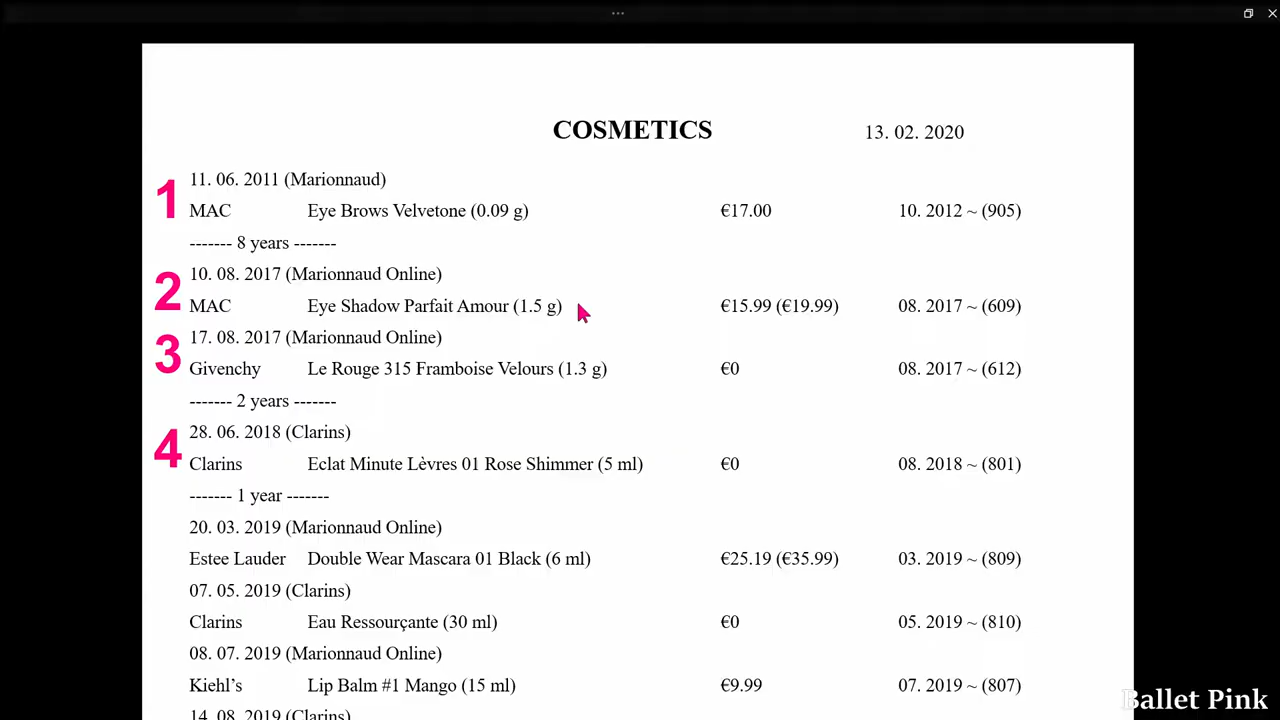 COSMETICS 13. 02. 2020
1 11. 06. 2011 (Marionnaud)
MAC Eye Brows Velvetone (0.09 g) €17.00 10. 2012 ~ (905)
------- 8 years -------
2 10. 08. 2017 (Marionnaud Online)
MAC Eye Shadow Parfait Amour (1.5 g) €15.99 (€19.99) 08. 2017 ~ (609)
3 17. 08. 2017 (Marionnaud Online)
Givenchy Le Rouge 315 Framboise Velours (1.3 g) €0 08. 2017 ~ (612)
------- 2 years -------
4 28. 06. 2018 (Clarins)
Clarins Eclat Minute Lèvres 01 Rose Shimmer (5 ml) €0 08. 2018 ~ (801)
------- 1 year -------
20. 03. 2019 (Marionnaud Online)
Estee Lauder Double Wear Mascara 01 Black (6 ml) €25.19 (€35.99) 03. 2019 ~ (809)
07. 05. 2019 (Clarins)
Clarins Eau Ressourçante (30 ml) €0 05. 2019 ~ (810)
08. 07. 2019 (Marionnaud Online)
Kiehl's Lip Balm #1 Mango (15 ml) €9.99 07. 2019 ~ (807)
14. 08. 2019 (Clarins)
Ballet Pink